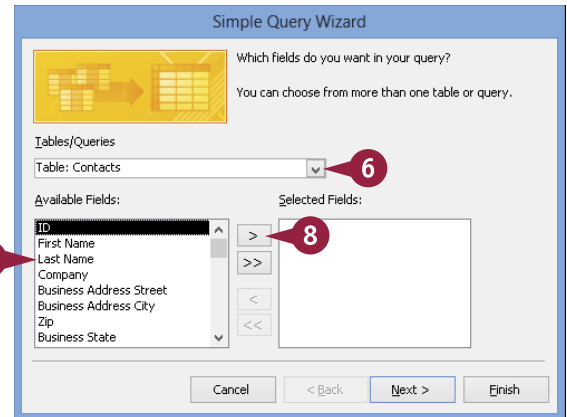 Simple Query Wizard
Which fields do you want in your query?
You can choose from more than one table or query.
Tables/Queries
Table: Contacts
6
Available Fields:
Selected Fields:
ID
First Name
Last Name
Company
Business Address Street
Business Address City
Zip
Business State
>
8
>>
<
<<
Cancel
< Back
Next >
Finish